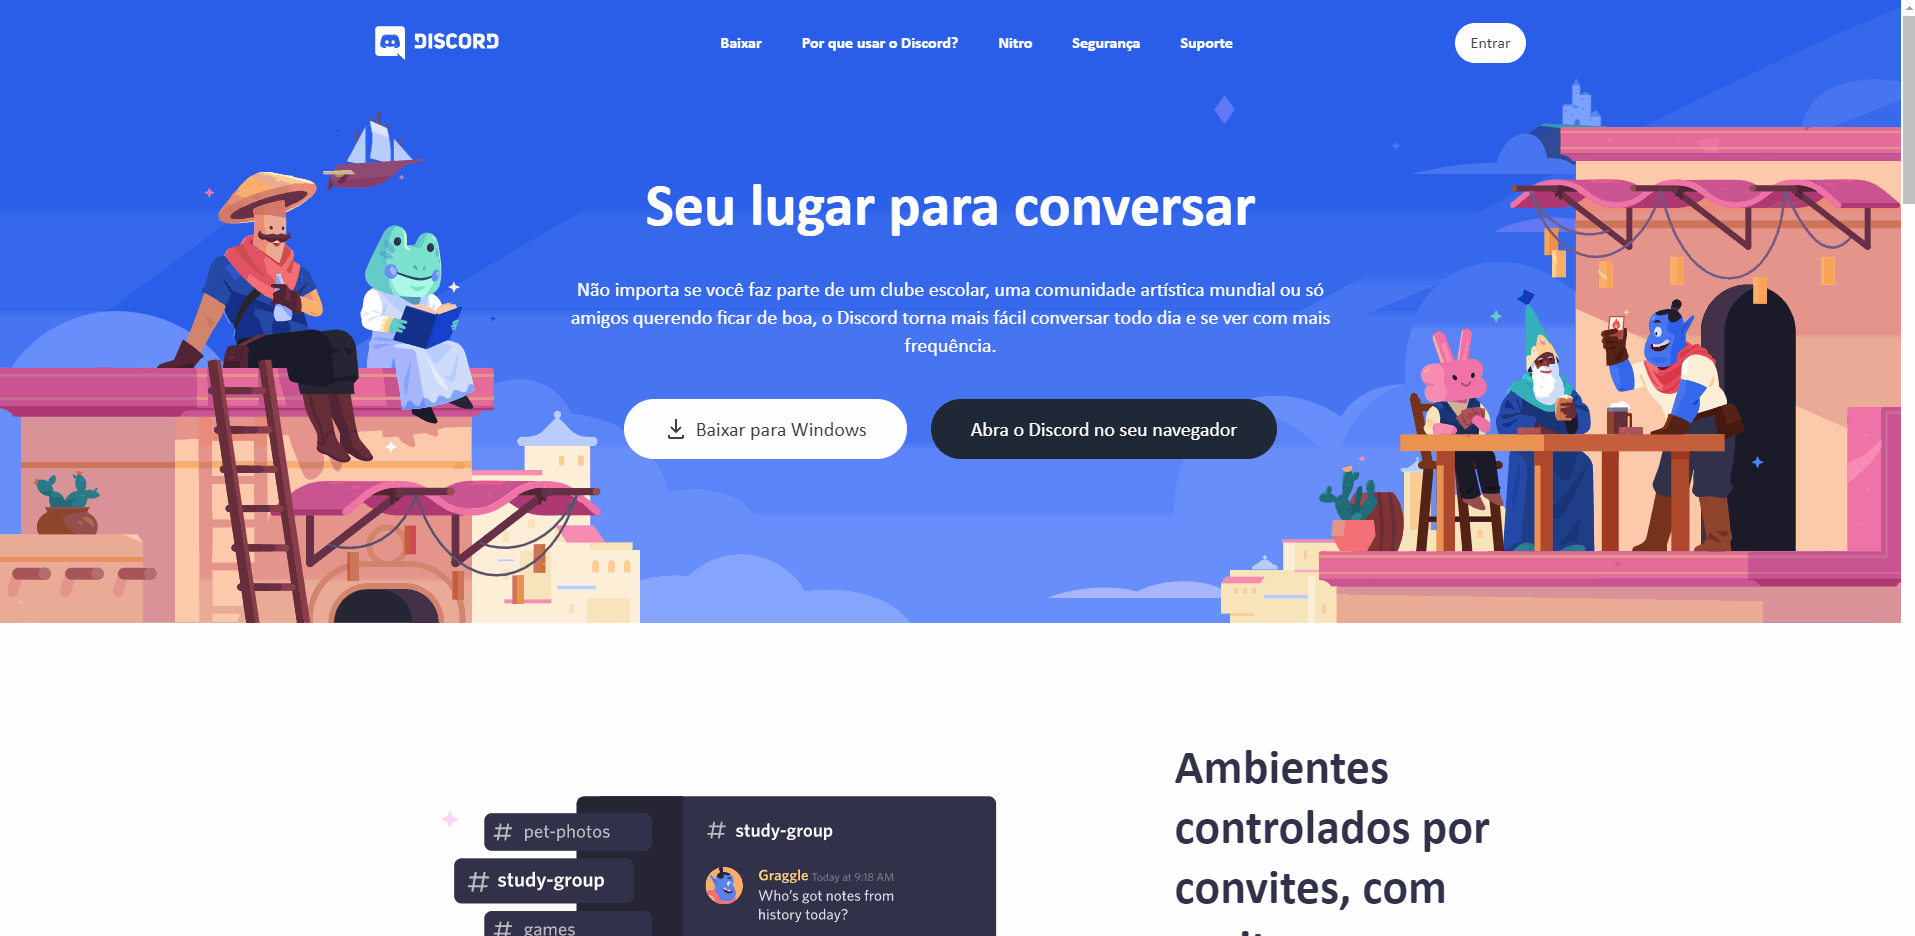 DISCORD
Baixar
Por que usar o Discord?
Nitro
Segurança
Suporte
Entrar
Seu lugar para conversar
Não importa se você faz parte de um clube escolar, uma comunidade artística mundial ou só
amigos querendo ficar de boa, o Discord torna mais fácil conversar todo dia e se ver com mais
frequência.
Baixar para Windows
Abra o Discord no seu navegador
# pet-photos
# study-group
# games
# study-group
Graggle Today at 9:18 AM
Who's got notes from
history today?
Ambientes
controlados por
convites, com